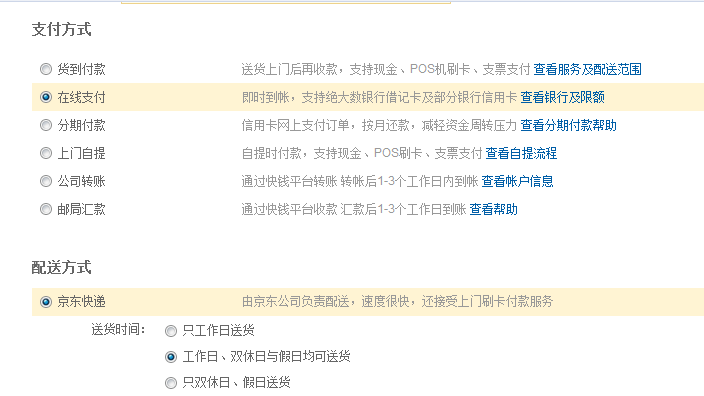 支付方式
货到付款 送货上门后再收款，支持现金、POS机刷卡、支票支付 查看服务及配送范围
在线支付 即时到帐，支持绝大数银行借记卡及部分银行信用卡 查看银行及限额
分期付款 信用卡网上支付订单，按月还款，减轻资金周转压力 查看分期付款帮助
上门自提 自提时付款，支持现金、POS刷卡、支票支付 查看自提流程
公司转账 通过快钱平台转账 转帐后1-3个工作日内到帐 查看帐户信息
邮局汇款 通过快钱平台收款 汇款后1-3个工作日到账 查看帮助
配送方式
京东快递 由京东公司负责配送，速度很快，还接受上门刷卡付款服务
送货时间： 只工作日送货
工作日、双休日与假日均可送货
只双休日、假日送货